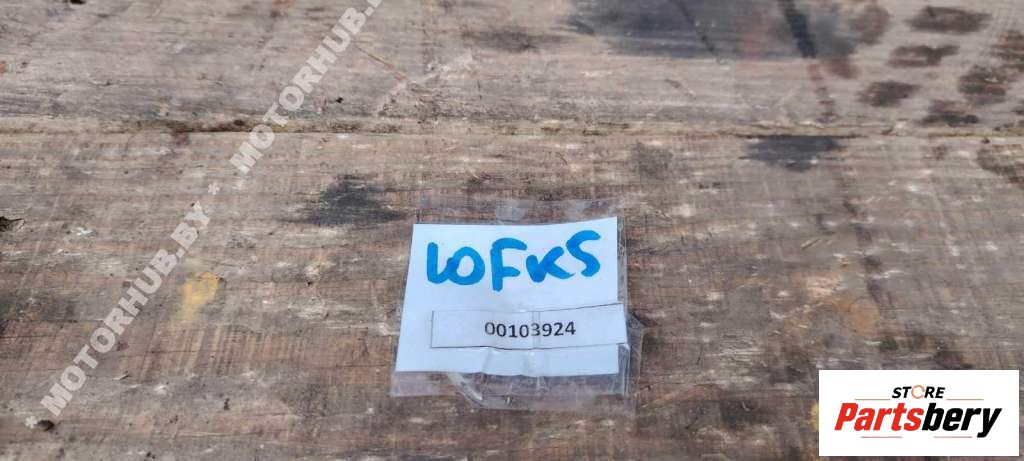 * MOTORHUB.BY * MOTORHUB.BY
10FKS
00103924
STORE
Partsbery